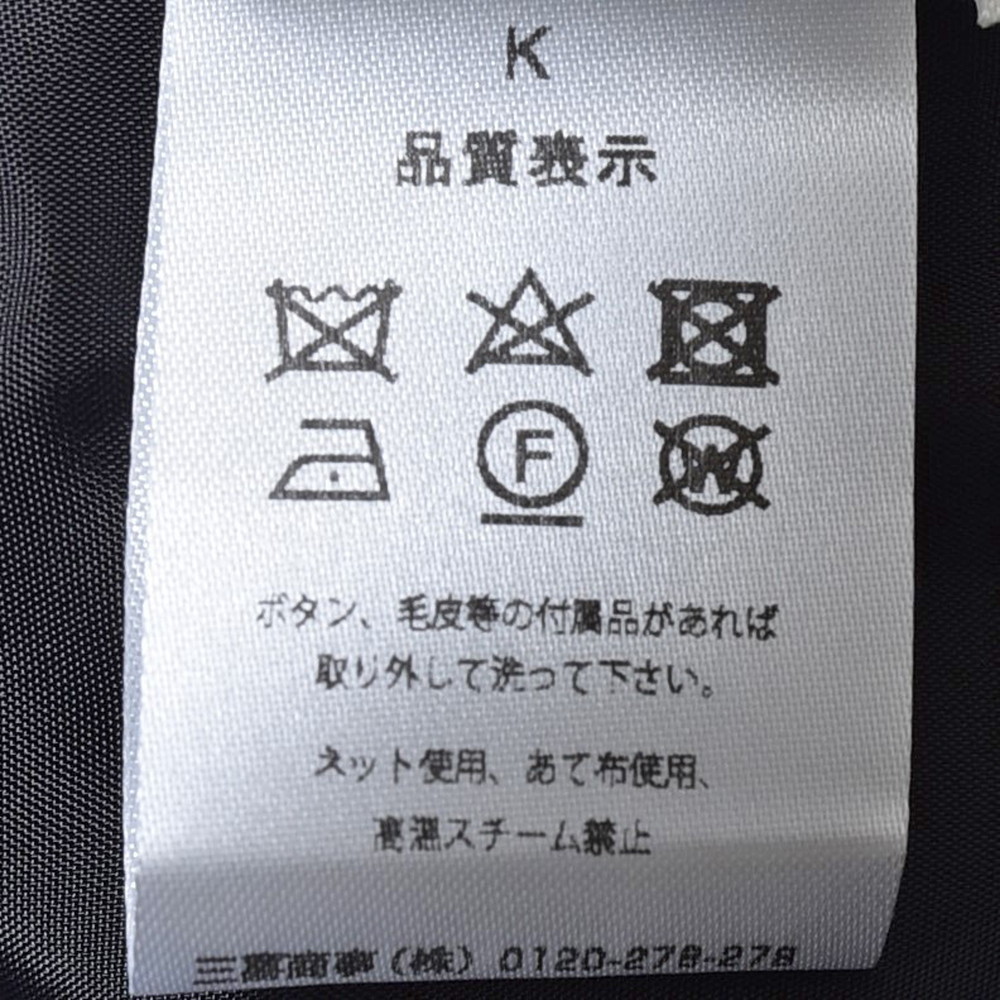 K
品質表示
F
W
ボタン、毛皮等の付属品があれば
取り外して洗って下さい。
ネット使用、あて布使用、
高温スチーム禁止
三景商事(株) 0120-278-278